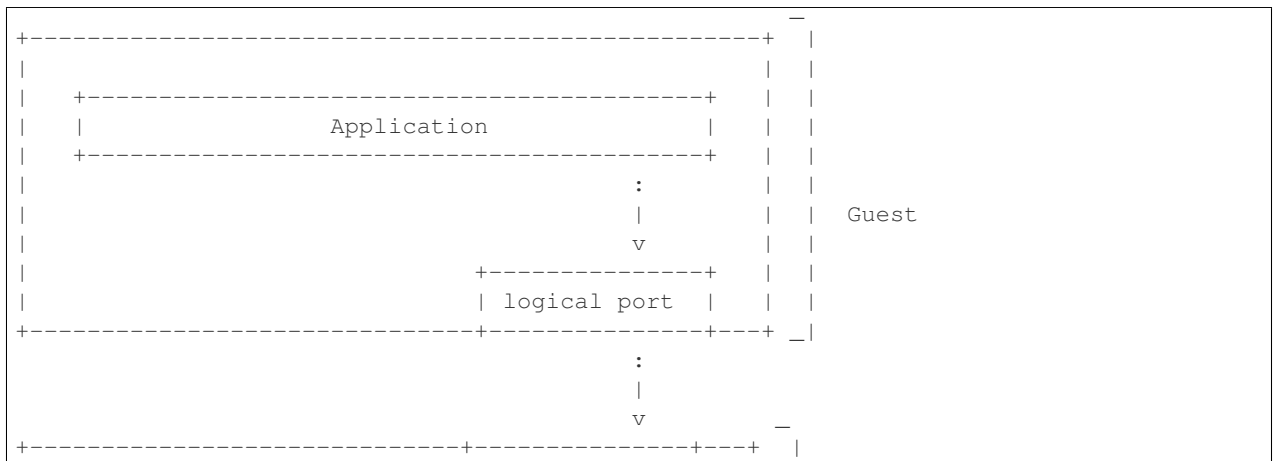 _
+---------------------------------------------------+  |
|                                                   |  |
|   +-------------------------------------------+   |  |
|   |                 Application               |   |  |
|   +-------------------------------------------+   |  |
|                                          :        |  |
|                                          |        |  |  Guest
|                                          v        |  |
|                               +---------------+   |  |
|                               | logical port  |   |  |
+-------------------------------+---------------+---+ _|
                                           :
                                           |
                                           v         _
+------------------------------+---------------+---+  |